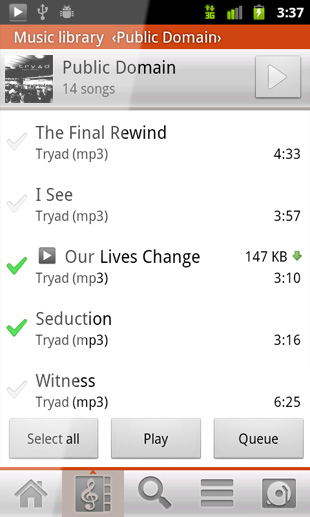 3G
3:37
Music library ‹Public Domain›
tryad
Public Domain
14 songs
The Final Rewind
Tryad (mp3)
4:33
I See
Tryad (mp3)
3:57
Our Lives Change
147 KB
Tryad (mp3)
3:10
Seduction
Tryad (mp3)
3:16
Witness
Tryad (mp3)
6:25
Select all
Play
Queue